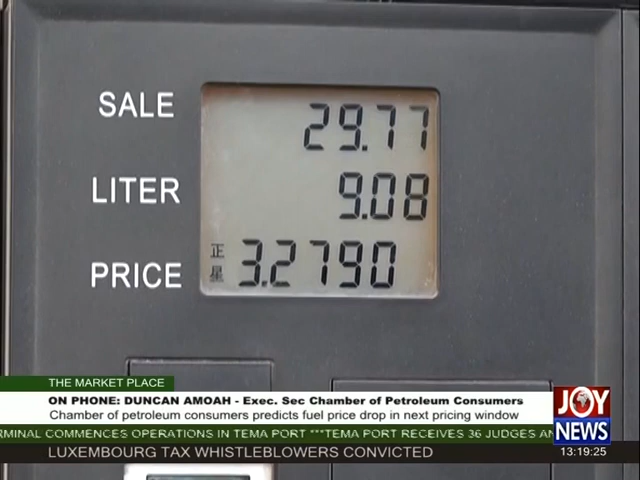 SALE 29.77
LITER 9.08
正星
PRICE 3.2790
THE MARKET PLACE
ON PHONE: DUNCAN AMOAH - Exec. Sec Chamber of Petroleum Consumers
Chamber of petroleum consumers predicts fuel price drop in next pricing window
RMINAL COMMENCES OPERATIONS IN TEMA PORT ***TEMA PORT RECEIVES 36 JUDGES AN
LUXEMBOURG TAX WHISTLEBLOWERS CONVICTED
JOY
NEWS
13:19:25